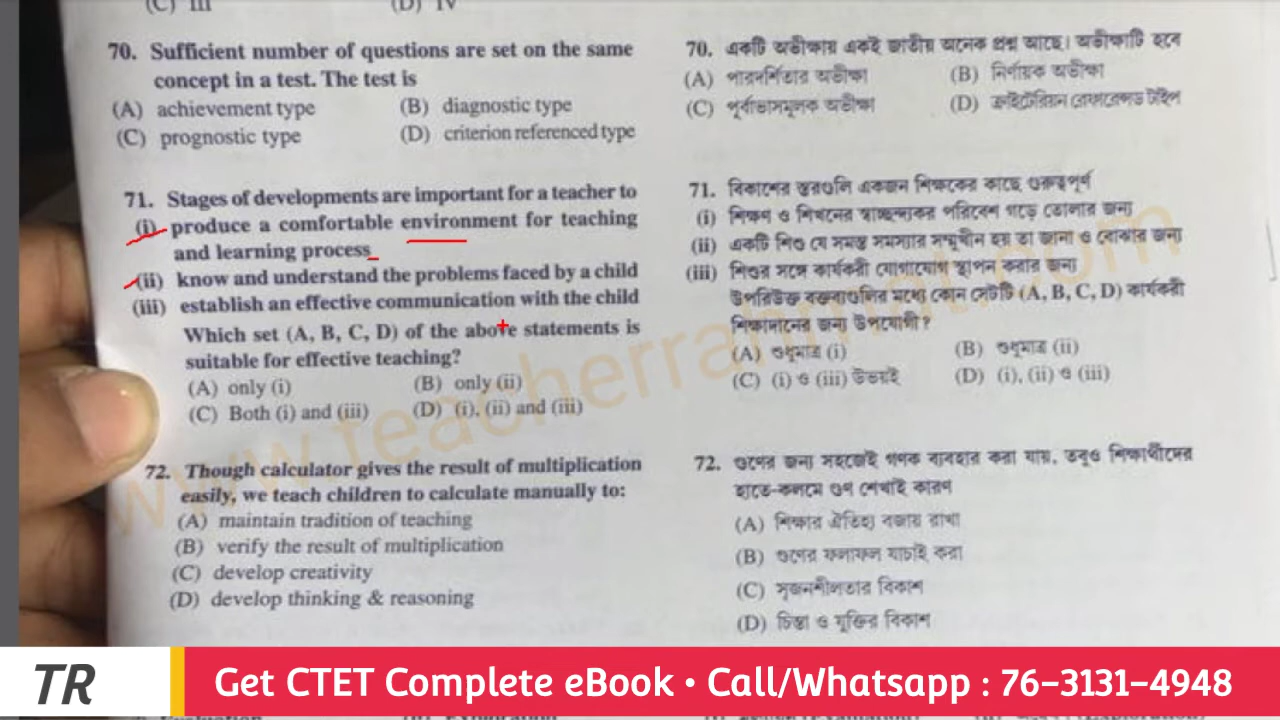 (C) III (D) IV
70. Sufficient number of questions are set on the same
concept in a test. The test is
(A) achievement type (B) diagnostic type
(C) prognostic type (D) criterion referenced type
71. Stages of developments are important for a teacher to
(i) produce a comfortable environment for teaching
and learning process
(ii) know and understand the problems faced by a child
(iii) establish an effective communication with the child
Which set (A, B, C, D) of the above statements is
suitable for effective teaching?
(A) only (i) (B) only (ii)
(C) Both (i) and (iii) (D) (i), (ii) and (iii)
72. Though calculator gives the result of multiplication
easily, we teach children to calculate manually to:
(A) maintain tradition of teaching
(B) verify the result of multiplication
(C) develop creativity
(D) develop thinking & reasoning
70. একটি অভীক্ষায় একই জাতীয় অনেক প্রশ্ন আছে। অভীক্ষাটি হবে
(A) পারদর্শিতার অভীক্ষা (B) নির্ণায়ক অভীক্ষা
(C) পূর্বাভাসমূলক অভীক্ষা (D) ক্রাইটেরিয়ন রেফারেন্সড টাইপ
71. বিকাশের স্তরগুলি একজন শিক্ষকের কাছে গুরুত্বপূর্ণ
(i) শিক্ষণ ও শিখনের স্বাচ্ছন্দ্যকর পরিবেশ গড়ে তোলার জন্য
(ii) একটি শিশু যে সমস্ত সমস্যার সম্মুখীন হয় তা জানা ও বোঝার জন্য
(iii) শিশুর সঙ্গে কার্যকরী যোগাযোগ স্থাপন করার জন্য
উপরিউক্ত বক্তব্যগুলির মধ্যে কোন সেটটি (A, B, C, D) কার্যকরী
শিক্ষাদানের জন্য উপযোগী?
(A) শুধুমাত্র (i) (B) শুধুমাত্র (ii)
(C) (i) ও (iii) উভয়ই (D) (i), (ii) ও (iii)
72. গুণের জন্য সহজেই গণক ব্যবহার করা যায়, তবুও শিক্ষার্থীদের
হাতে-কলমে গুণ শেখাই কারণ
(A) শিক্ষার ঐতিহ্য বজায় রাখা
(B) গুণের ফলাফল যাচাই করা
(C) সৃজনশীলতার বিকাশ
(D) চিন্তা ও যুক্তির বিকাশ
www.teacherrahmat.com
TR Get CTET Complete eBook • Call/Whatsapp : 76-3131-4948